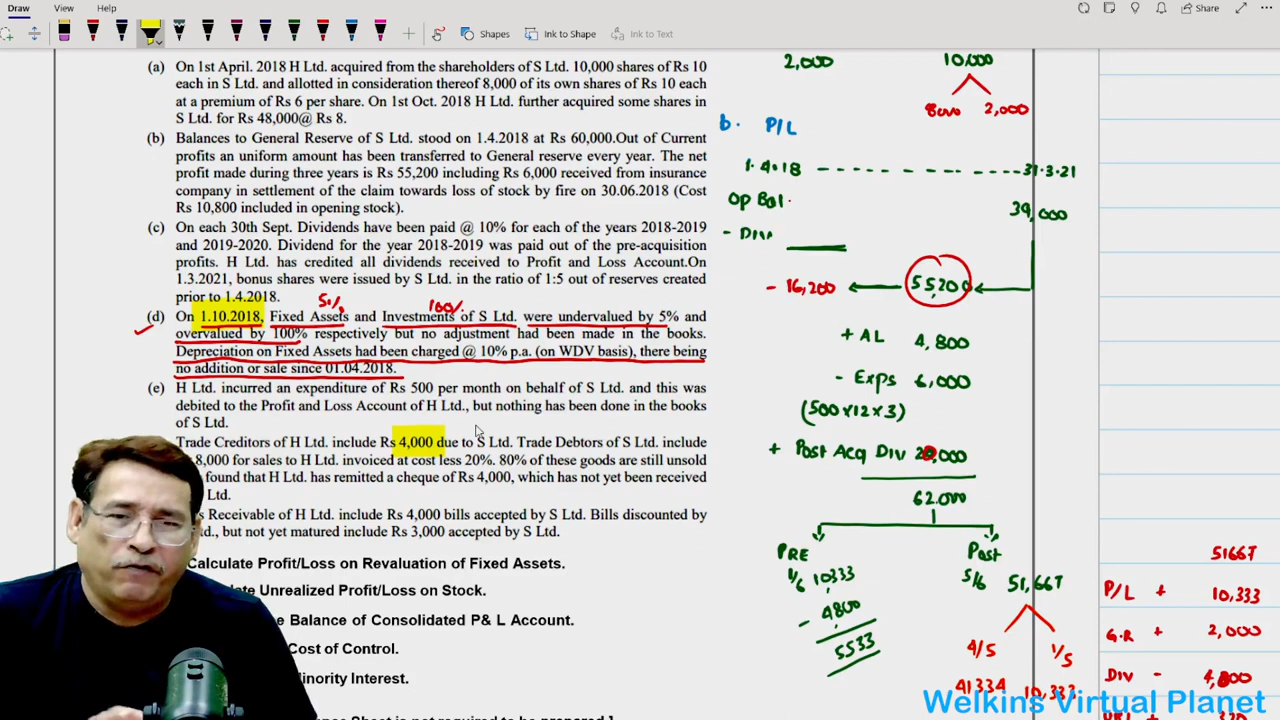 Draw View Help
Shapes Ink to Shape Ink to Text Share
(a) On 1st April. 2018H Ltd. acquired from the shareholders of S Ltd. 10,000 shares of Rs 10
each in S Ltd. and allotted in consideration thereof 8,000 of its own shares of Rs 10 each
at a premium of Rs 6 per share. On 1st Oct. 2018 H Ltd. further acquired some shares in
S Ltd. for Rs 48,000@ Rs 8.
(b) Balances to General Reserve of S Ltd. stood on 1.4.2018 at Rs 60,000.Out of Current
profits an uniform amount has been transferred to General reserve every year. The net
profit made during three years is Rs 55,200 including Rs 6,000 received from insurance
company in settlement of the claim towards loss of stock by fire on 30.06.2018 (Cost
Rs 10,800 included in opening stock).
(c) On each 30th Sept. Dividends have been paid @ 10% for each of the years 2018-2019
and 2019-2020. Dividend for the year 2018-2019 was paid out of the pre-acquisition
profits. H Ltd. has credited all dividends received to Profit and Loss Account.On
1.3.2021, bonus shares were issued by S Ltd. in the ratio of 1:5 out of reserves created
prior to 1.4.2018.
5%
100%
(d) On 1.10.2018, Fixed Assets and Investments of S Ltd. were undervalued by 5% and
overvalued by 100% respectively but no adjustment had been made in the books.
Depreciation on Fixed Assets had been charged @ 10% p.a. (on WDV basis), there being
no addition or sale since 01.04.2018.
(e) H Ltd. incurred an expenditure of Rs 500 per month on behalf of S Ltd. and this was
debited to the Profit and Loss Account of H Ltd., but nothing has been done in the books
of S Ltd.
Trade Creditors of H Ltd. include Rs 4,000 due to S Ltd. Trade Debtors of S Ltd. include
8,000 for sales to H Ltd. invoiced at cost less 20%. 80% of these goods are still unsold
found that H Ltd. has remitted a cheque of Rs 4,000, which has not yet been received
Ltd.
Receivable of H Ltd. include Rs 4,000 bills accepted by S Ltd. Bills discounted by
but not yet matured include Rs 3,000 accepted by S Ltd.
Calculate Profit/Loss on Revaluation of Fixed Assets.
Unrealized Profit/Loss on Stock.
Balance of Consolidated P& L Account.
Cost of Control.
Minority Interest.
Sheet is not required to be prepared ]
2,000 10,000
8000 2,000
b. P/L
1.4.18 - - - - - - - - - 31.3.21
Op Bal. 39,000
- Div
- 16,200 55,200
+ AL 4,800
- Exps 6,000
(500x12x3)
+ Post Acq Div 20,000
62,000
PRE Post
1/6 10333 5/6 51,667
- 4800
5533
4/5 1/5
41334 10,333
51667
P/L + 10,333
G.R + 2,000
Div - 4,800
Welkins Virtual Planet